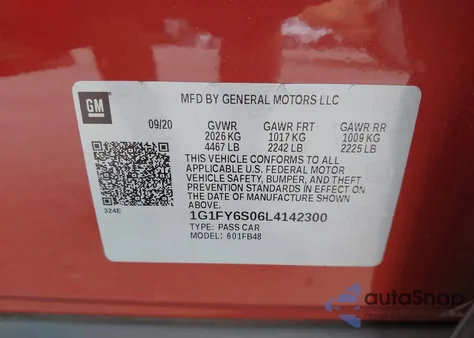 GM
MFD BY GENERAL MOTORS LLC
09/20 GVWR GAWR FRT GAWR RR
2026 KG 1017 KG 1009 KG
4467 LB 2242 LB 2225 LB
THIS VEHICLE CONFORMS TO ALL
APPLICABLE U.S. FEDERAL MOTOR
VEHICLE SAFETY, BUMPER, AND THEFT
PREVENTION STANDARDS IN EFFECT ON
THE DATE OF MANUFACTURE SHOWN
ABOVE.
324E
1G1FY6S06L4142300
TYPE: PASS CAR
MODEL: 601FB48
autoSnap